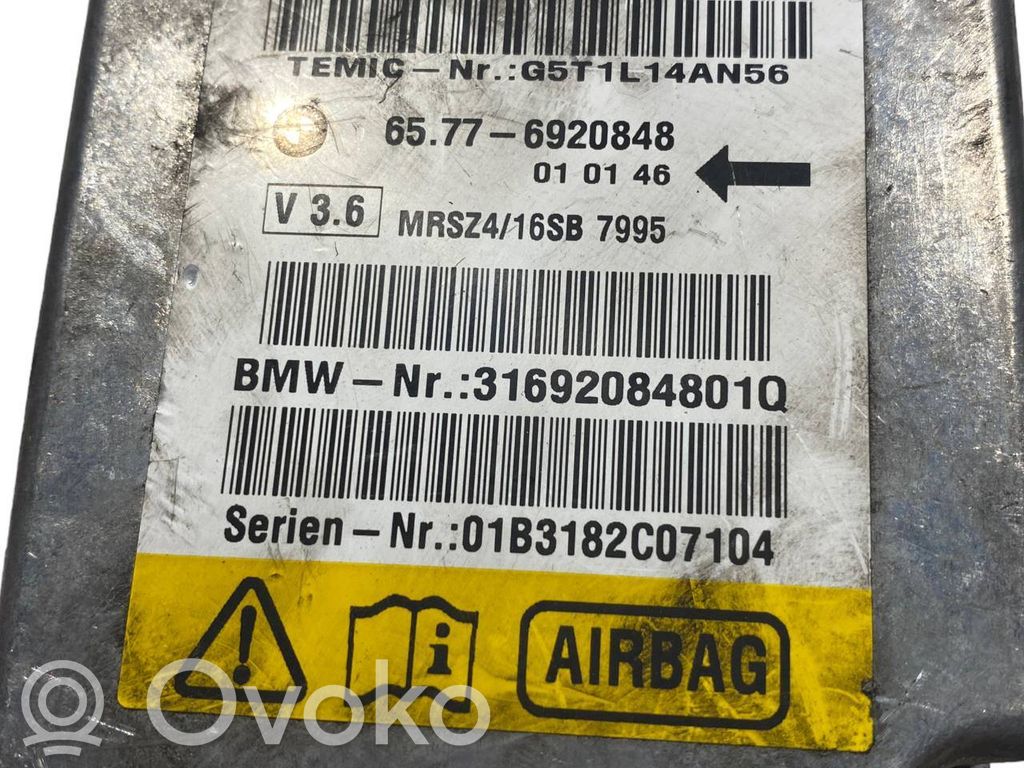 TEMIC-Nr.:G5T1L14AN56
65.77-6920848
01 01 46
V 3.6
MRSZ4/16SB 7995
BMW-Nr.:31692084801Q
Serien-Nr.:01B3182C07104
AIRBAG
Ovoko